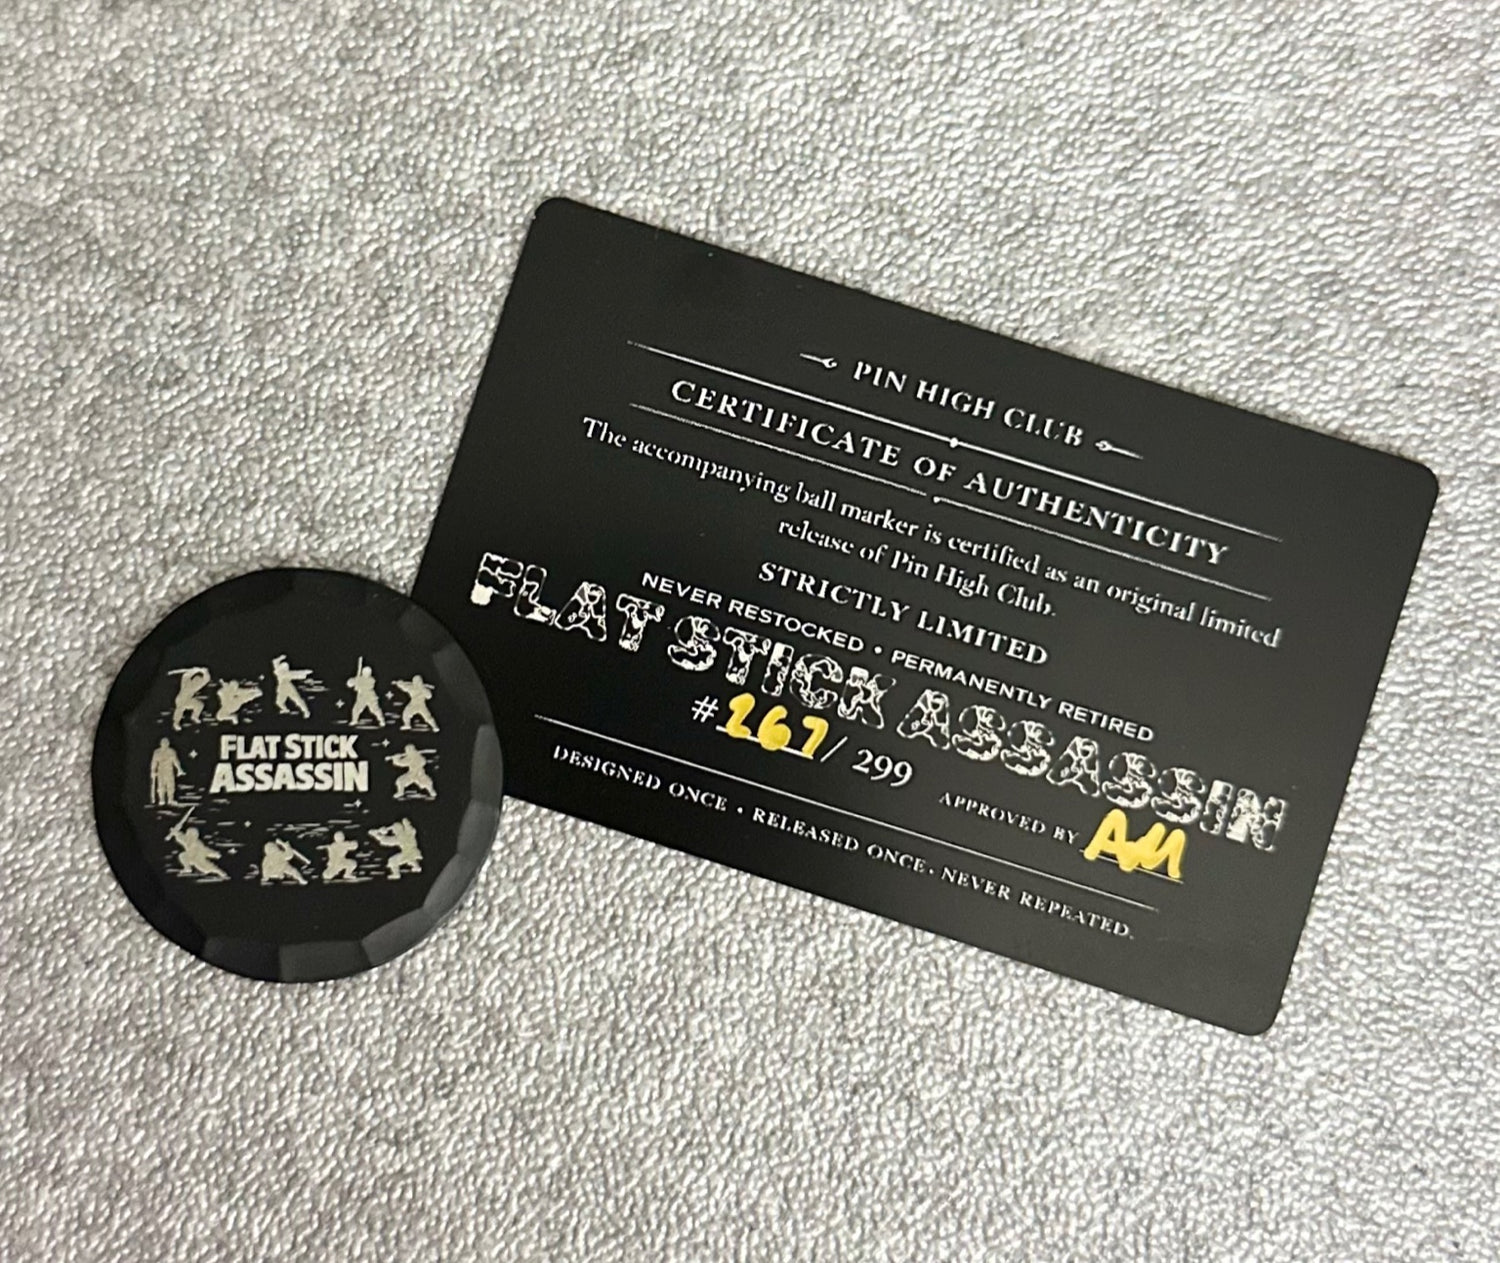 FLAT STICK
ASSASSIN
PIN HIGH CLUB
CERTIFICATE OF AUTHENTICITY
The accompanying ball marker is certified as an original limited
release of Pin High Club.
STRICTLY LIMITED
NEVER RESTOCKED • PERMANENTLY RETIRED
FLAT STICK ASSASSIN
#267/ 299
APPROVED BY AM
DESIGNED ONCE • RELEASED ONCE • NEVER REPEATED.